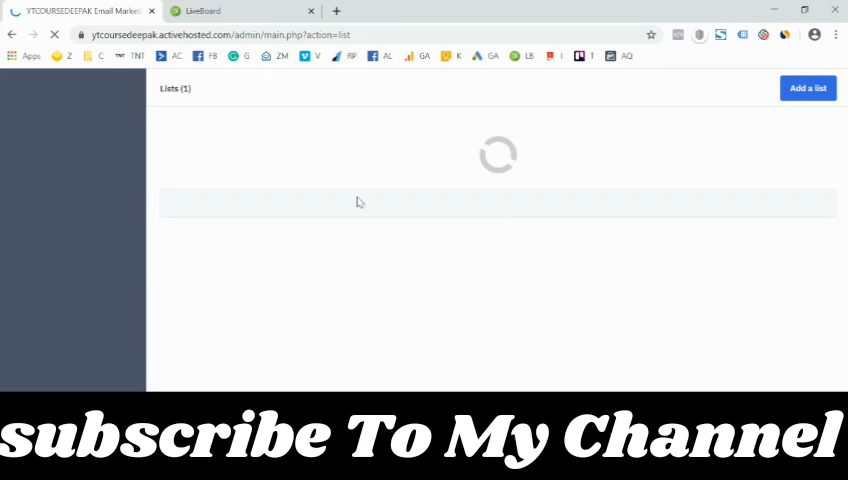 YTCOURSEDEEPAK Email Marketi
LiveBoard
ytcoursedeepak.activehosted.com/admin/main.php?action=list
Apps Z C TNT TNT AC FB G ZM V RP AL GA K GA LB I T AQ
Lists (1)
Add a list
subscribe To My Channel